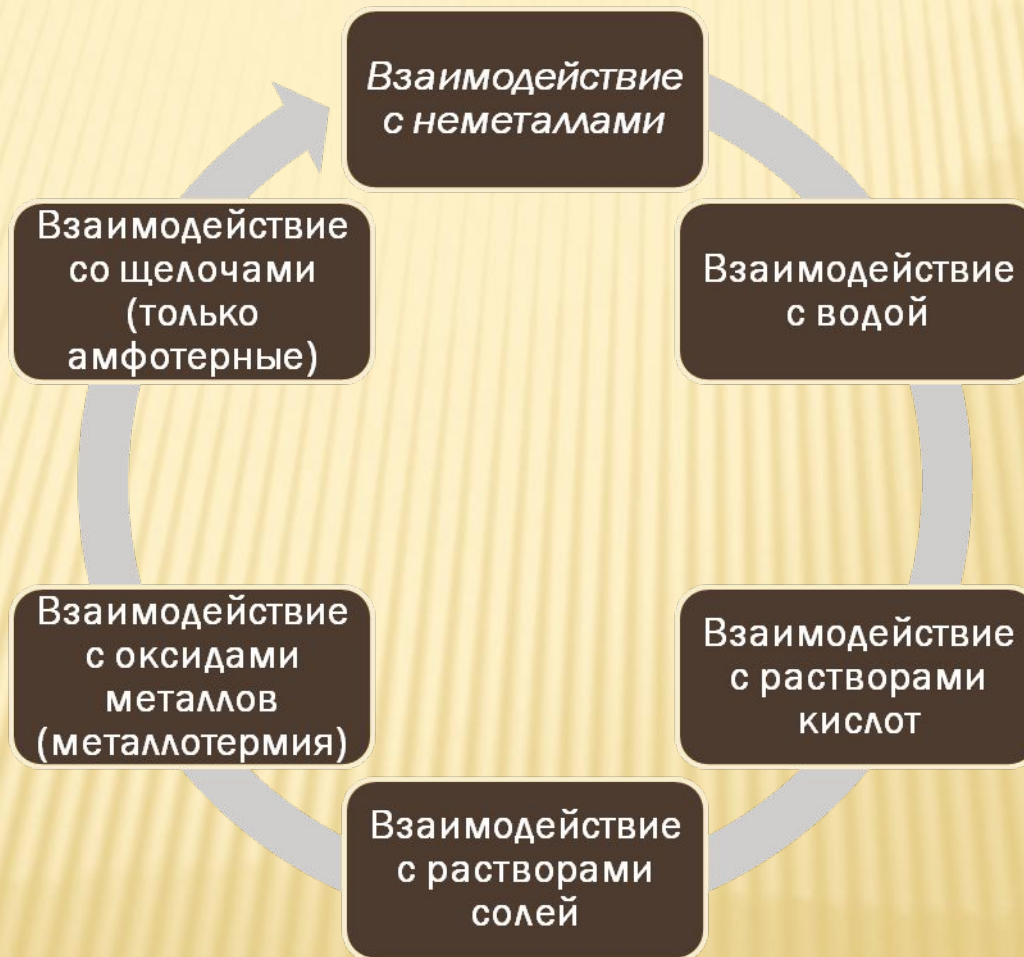 Взаимодействие
с неметаллами
Взаимодействие
с водой
Взаимодействие
с растворами
кислот
Взаимодействие
с растворами
солей
Взаимодействие
с оксидами
металлов
(металлотермия)
Взаимодействие
со щелочами
(только
амфотерные)